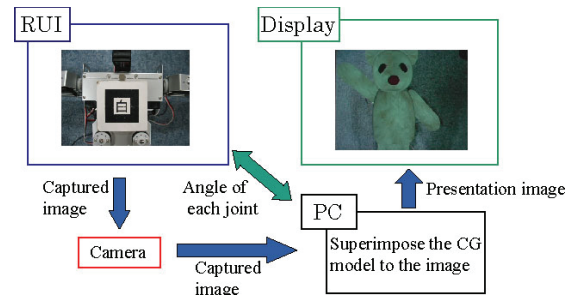 RUI
Display
白
Captured
image
Angle of
each joint
Presentation image
PC
Superimpose the CG
model to the image
Camera
Captured
image